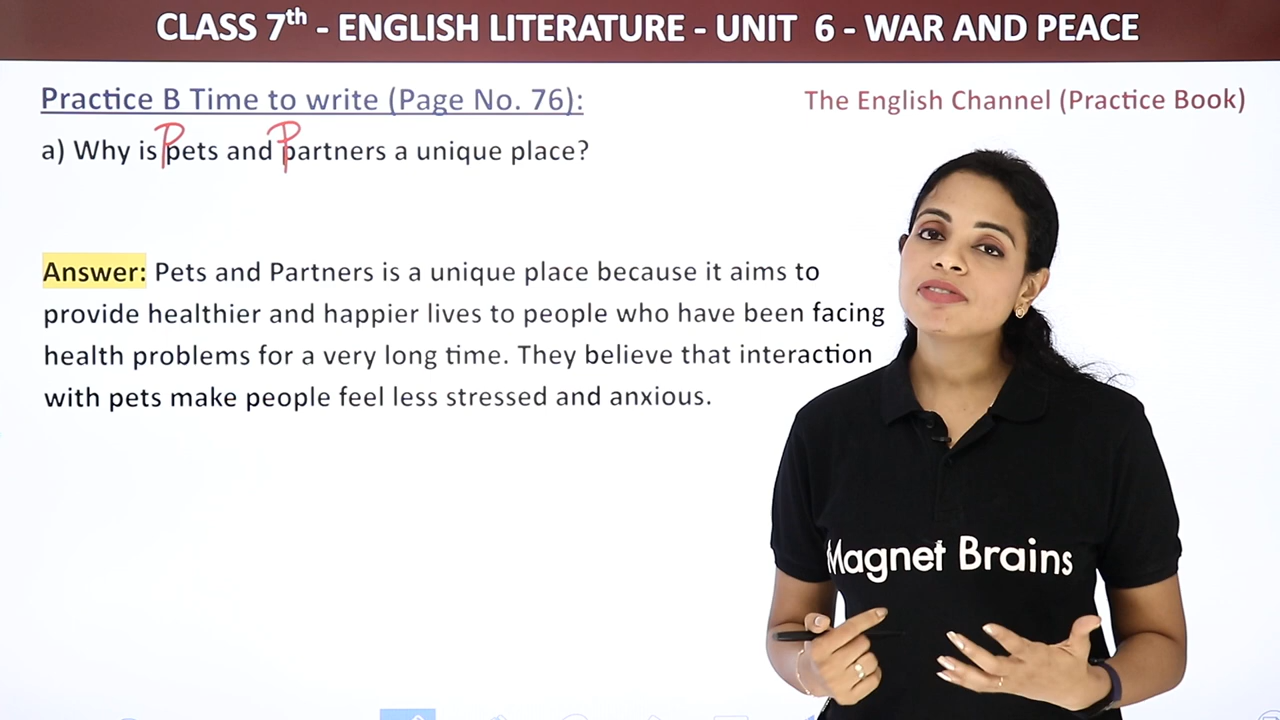 CLASS 7th - ENGLISH LITERATURE - UNIT 6 - WAR AND PEACE
Practice B Time to write (Page No. 76):
The English Channel (Practice Book)
a) Why is pets and partners a unique place?
P P
Answer: Pets and Partners is a unique place because it aims to
provide healthier and happier lives to people who have been facing
health problems for a very long time. They believe that interaction
with pets make people feel less stressed and anxious.
Magnet Brains